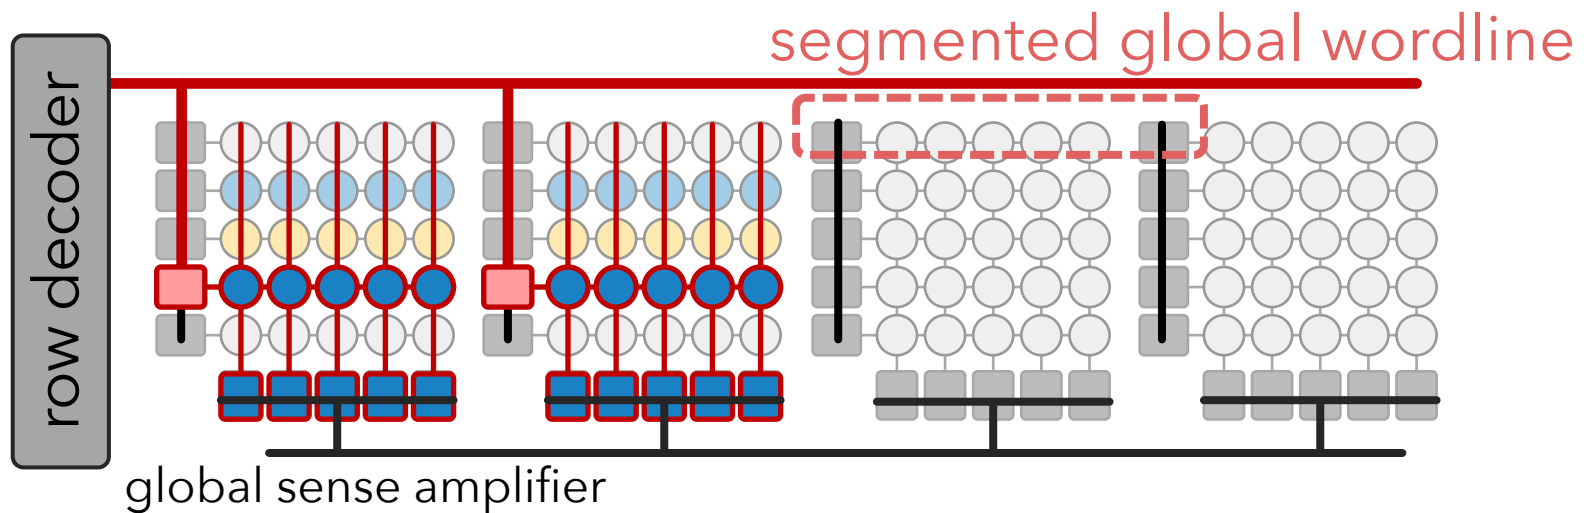 segmented global wordline
row decoder
global sense amplifier